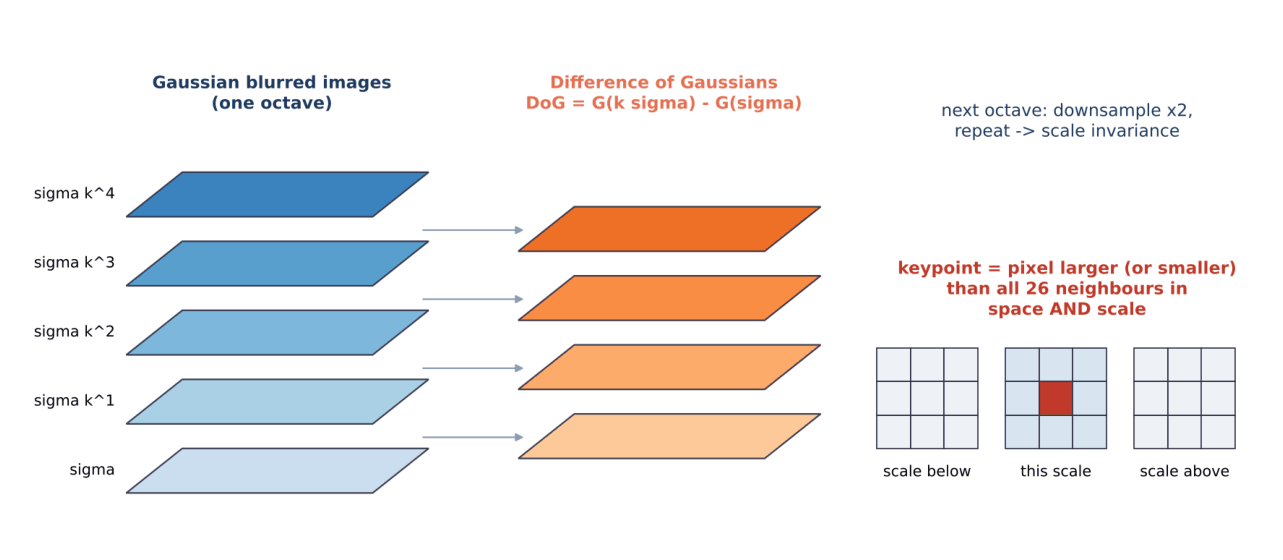 Gaussian blurred images
(one octave)
Difference of Gaussians
DoG = G(k sigma) - G(sigma)
next octave: downsample x2,
repeat -> scale invariance
sigma k^4
sigma k^3
sigma k^2
sigma k^1
sigma
keypoint = pixel larger (or smaller)
than all 26 neighbours in
space AND scale
scale below
this scale
scale above